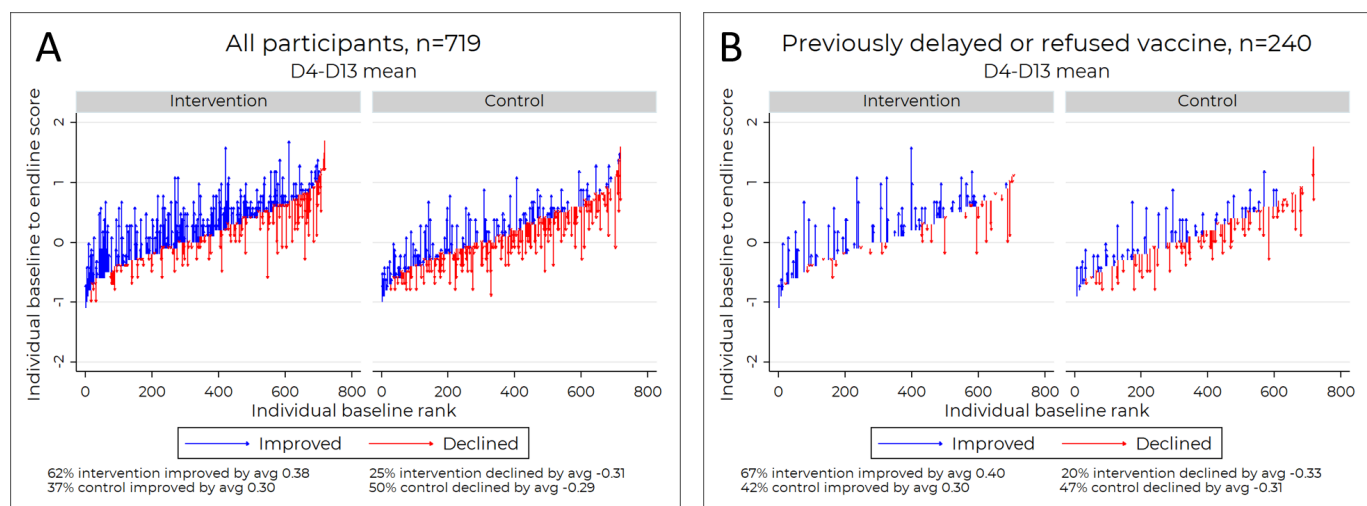 A
All participants, n=719
D4-D13 mean
Intervention
Control
Individual baseline to endline score
2
1
0
-1
-2
0 200 400 600 800
0 200 400 600 800
Individual baseline rank
Improved
Declined
62% intervention improved by avg 0.38
25% intervention declined by avg -0.31
37% control improved by avg 0.30
50% control declined by avg -0.29
B
Previously delayed or refused vaccine, n=240
D4-D13 mean
Intervention
Control
Individual baseline to endline score
2
1
0
-1
-2
0 200 400 600 800
0 200 400 600 800
Individual baseline rank
Improved
Declined
67% intervention improved by avg 0.40
20% intervention declined by avg -0.33
42% control improved by avg 0.30
47% control declined by avg -0.31